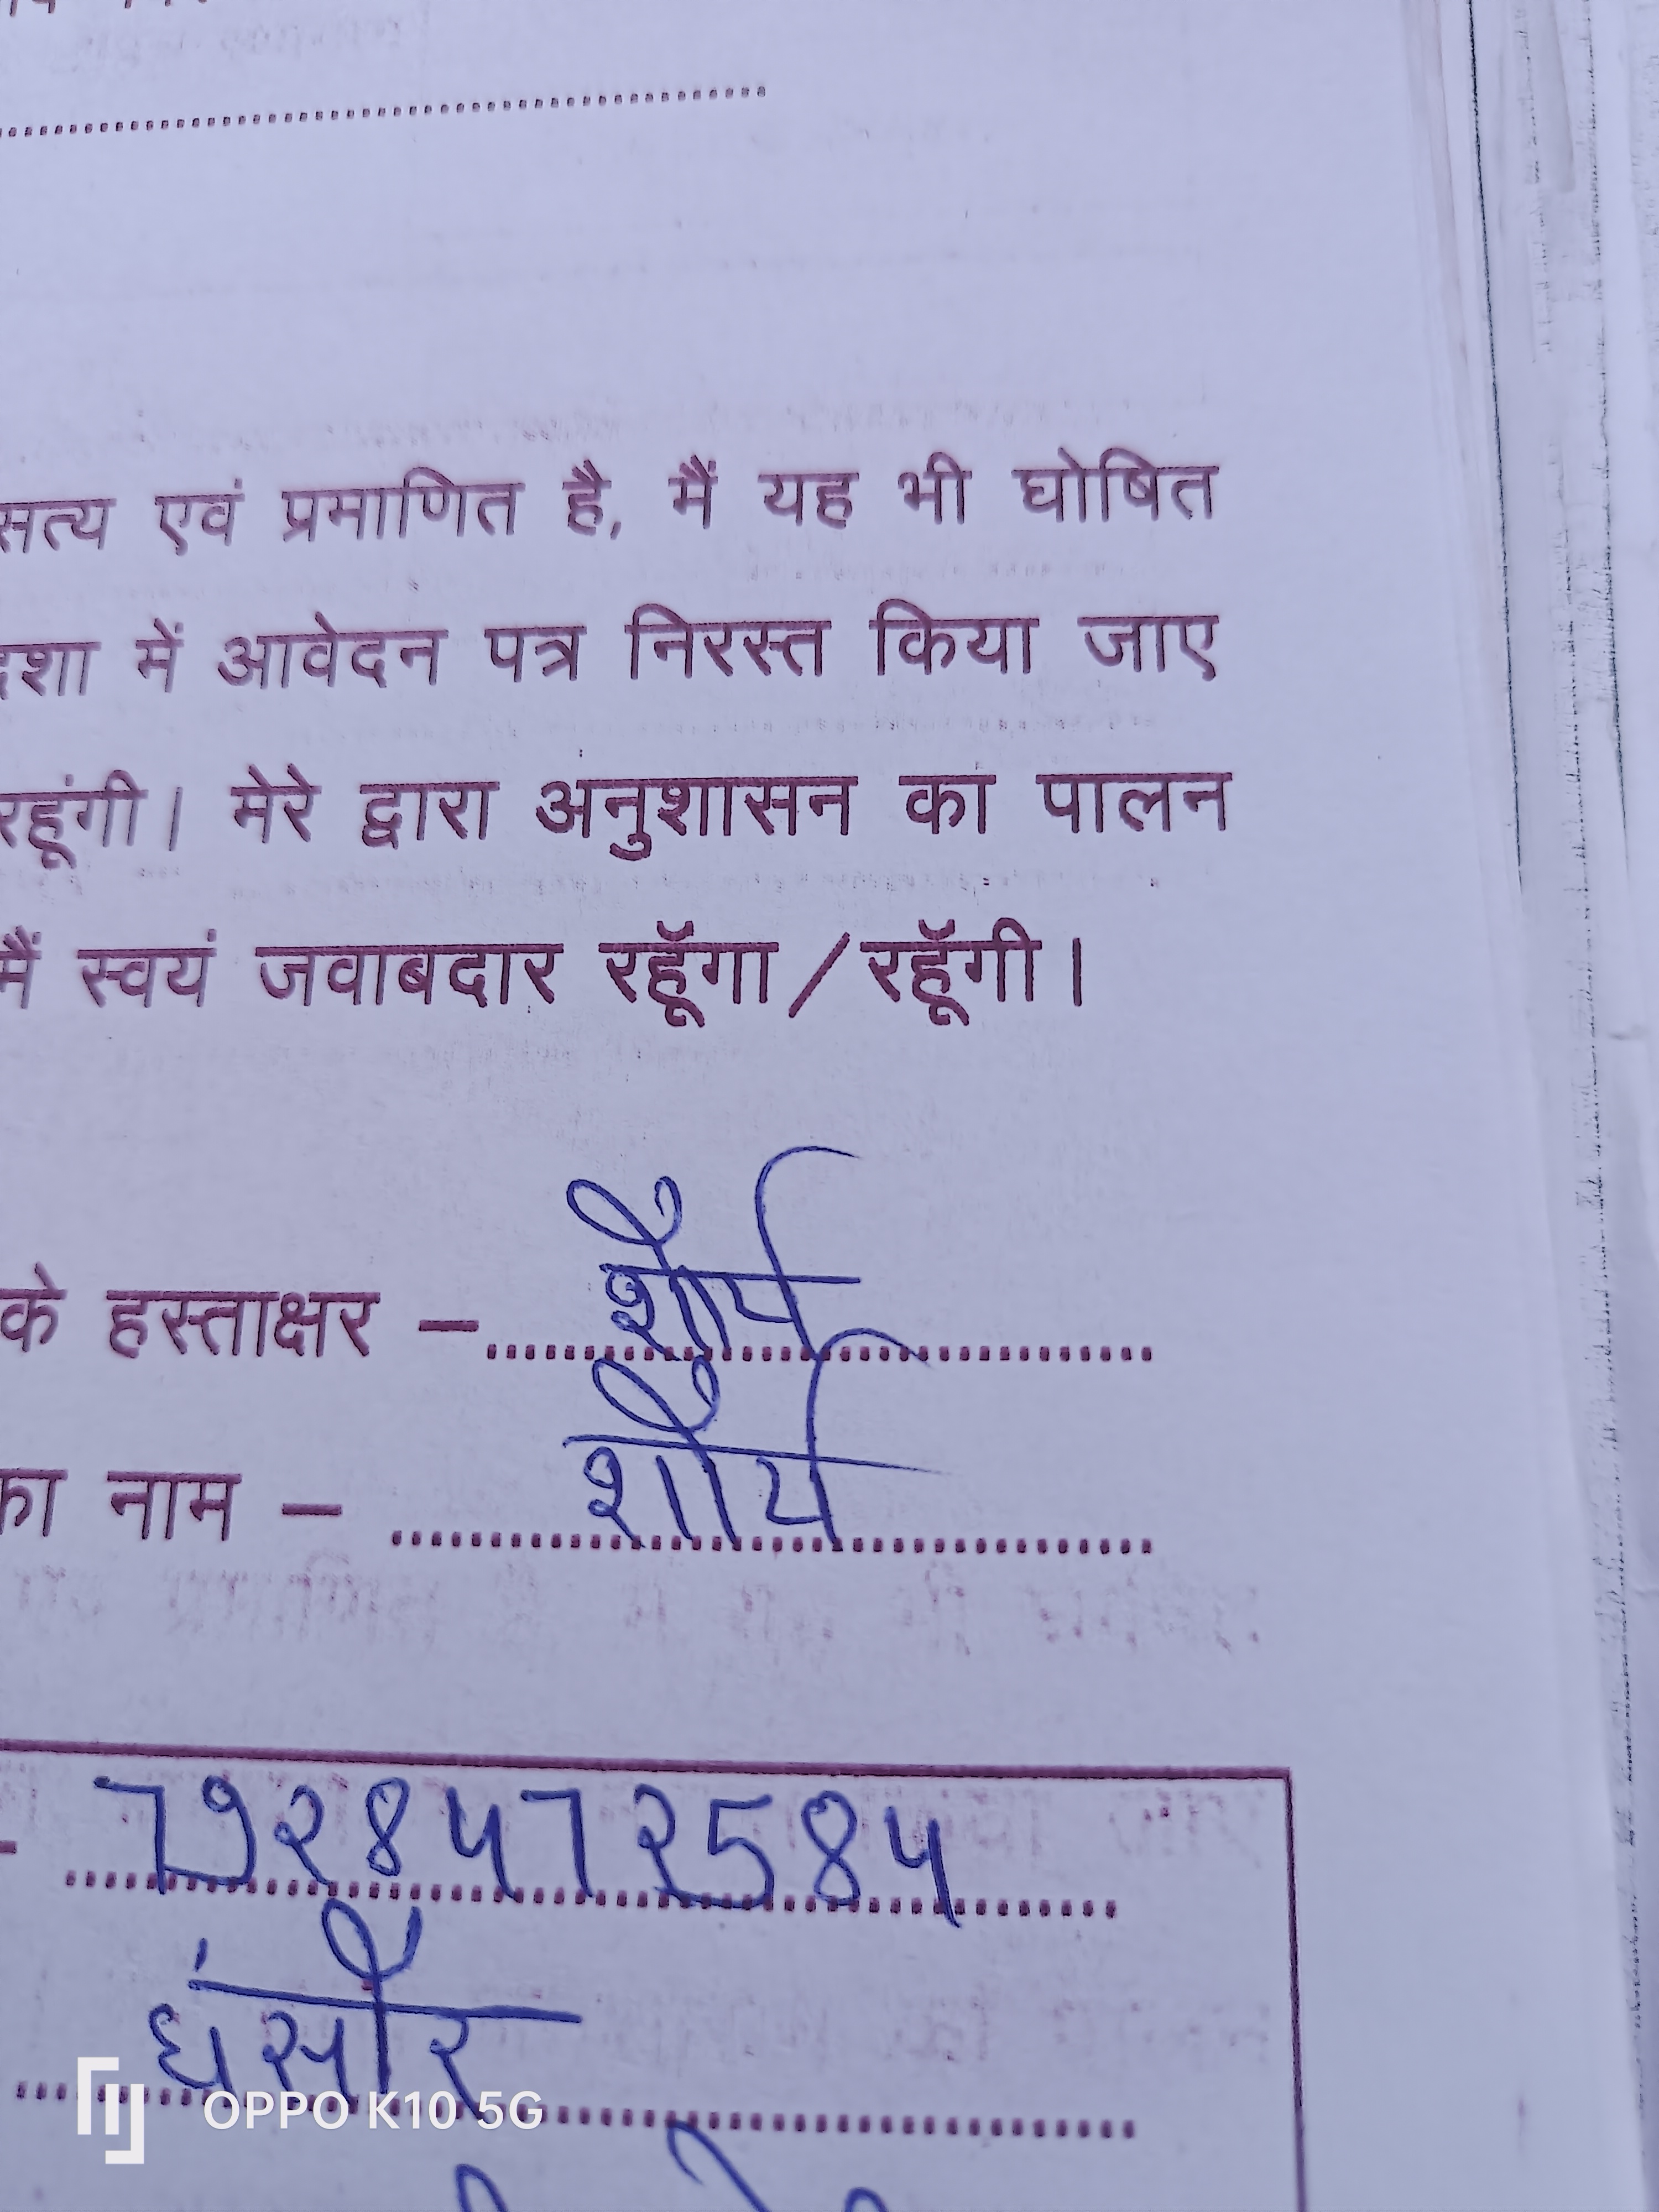 सत्य एवं प्रमाणित है, मैं यह भी घोषित
दशा में आवेदन पत्र निरस्त किया जाए
रहूंगी। मेरे द्वारा अनुशासन का पालन
मैं स्वयं जवाबदार रहूॅगा/रहूॅगी।
के हस्ताक्षर – शौर्य
का नाम – शौर्य
79२847२584
घंसौर
OPPO K10 5G